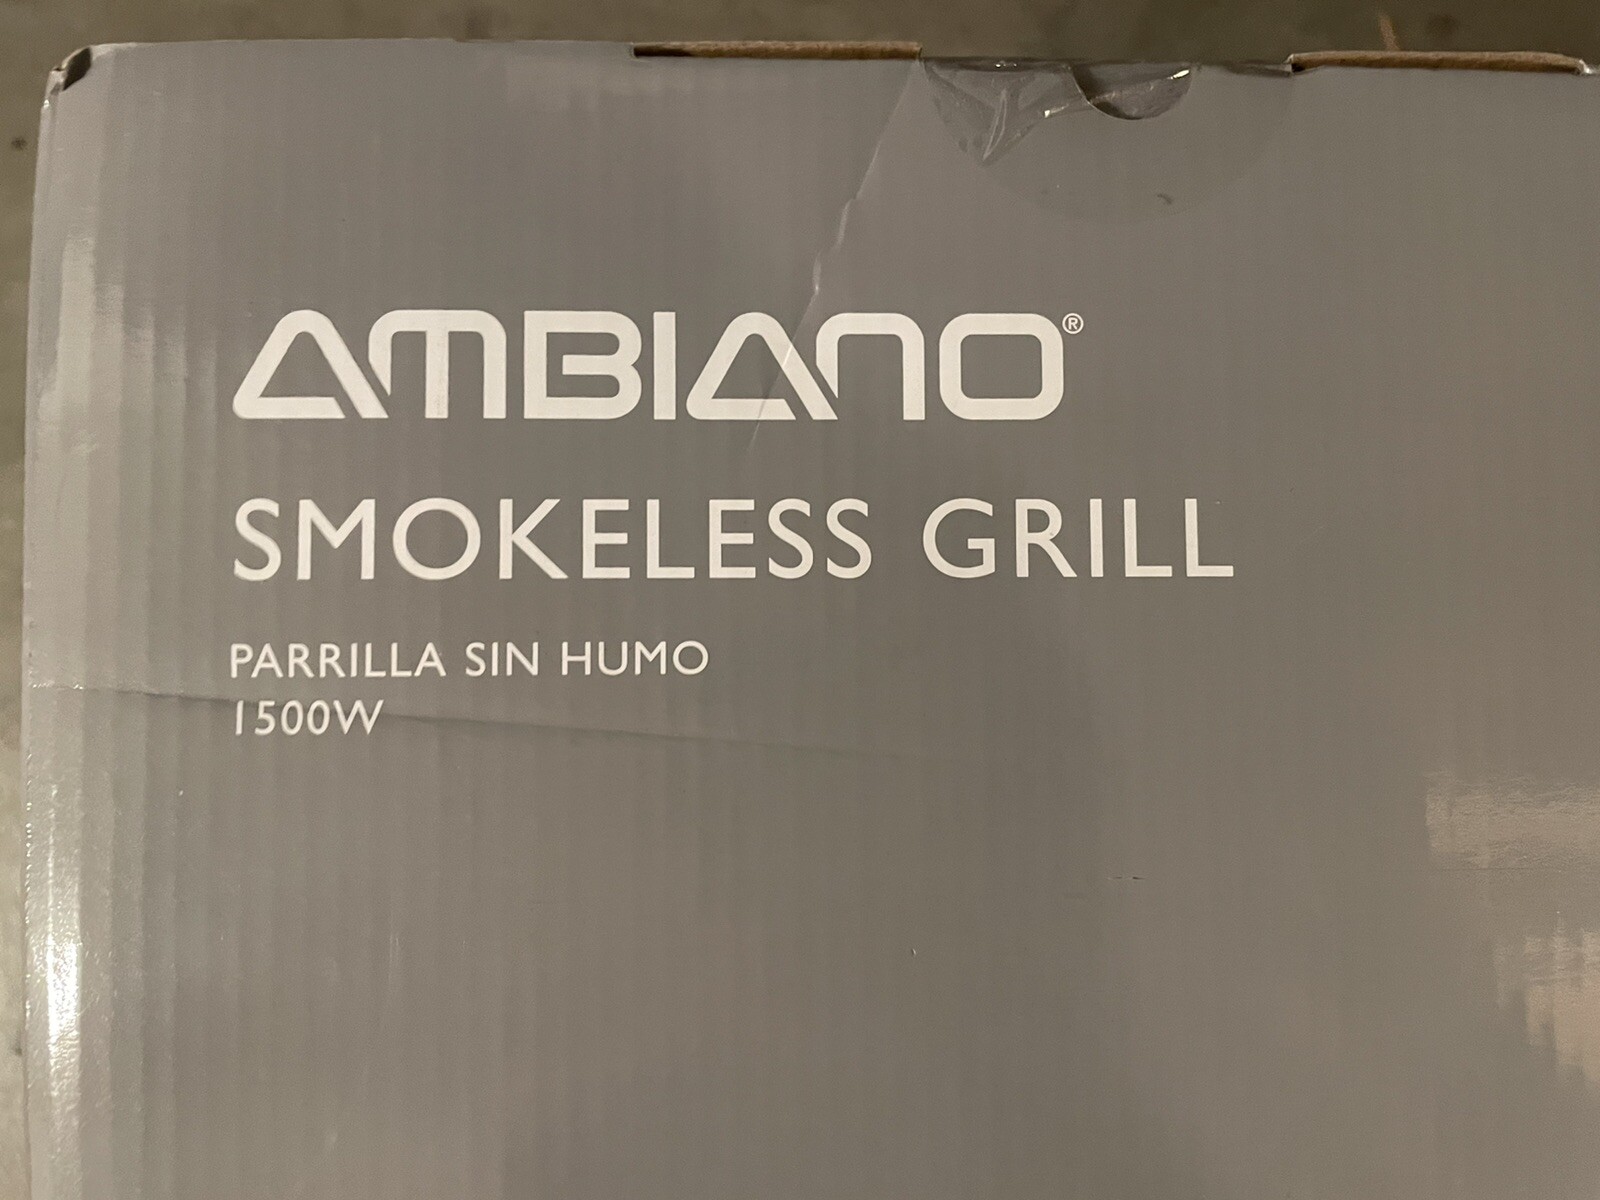 AMBIANO®
SMOKELESS GRILL
PARRILLA SIN HUMO
1500W